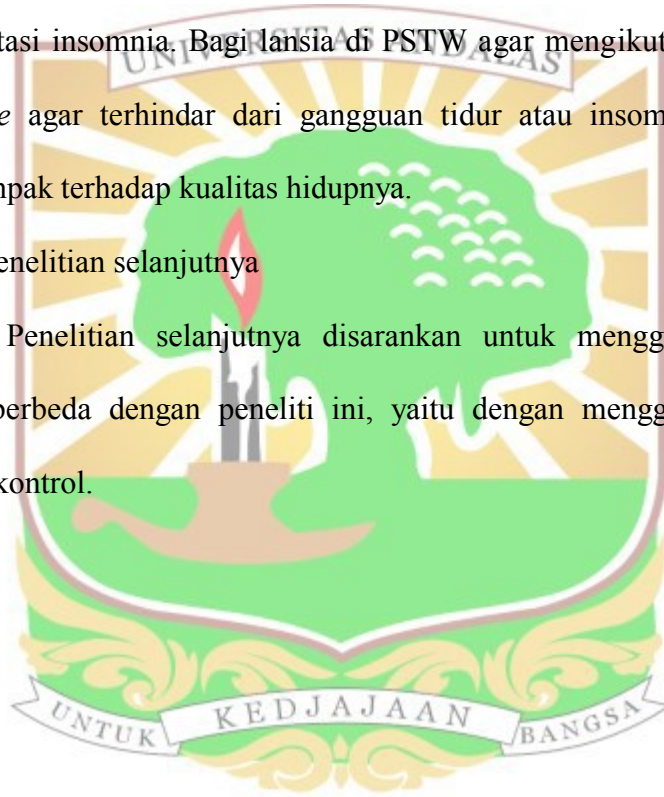 tasi insomnia. Bagi lansia di PSTW agar mengikut
UNIVERSITAS ANDALAS
e agar terhindar dari gangguan tidur atau insom
npak terhadap kualitas hidupnya.
enelitian selanjutnya
Penelitian selanjutnya disarankan untuk mengg
berbeda dengan peneliti ini, yaitu dengan mengg
kontrol.
UNTUK KEDJAJAAN BANGSA